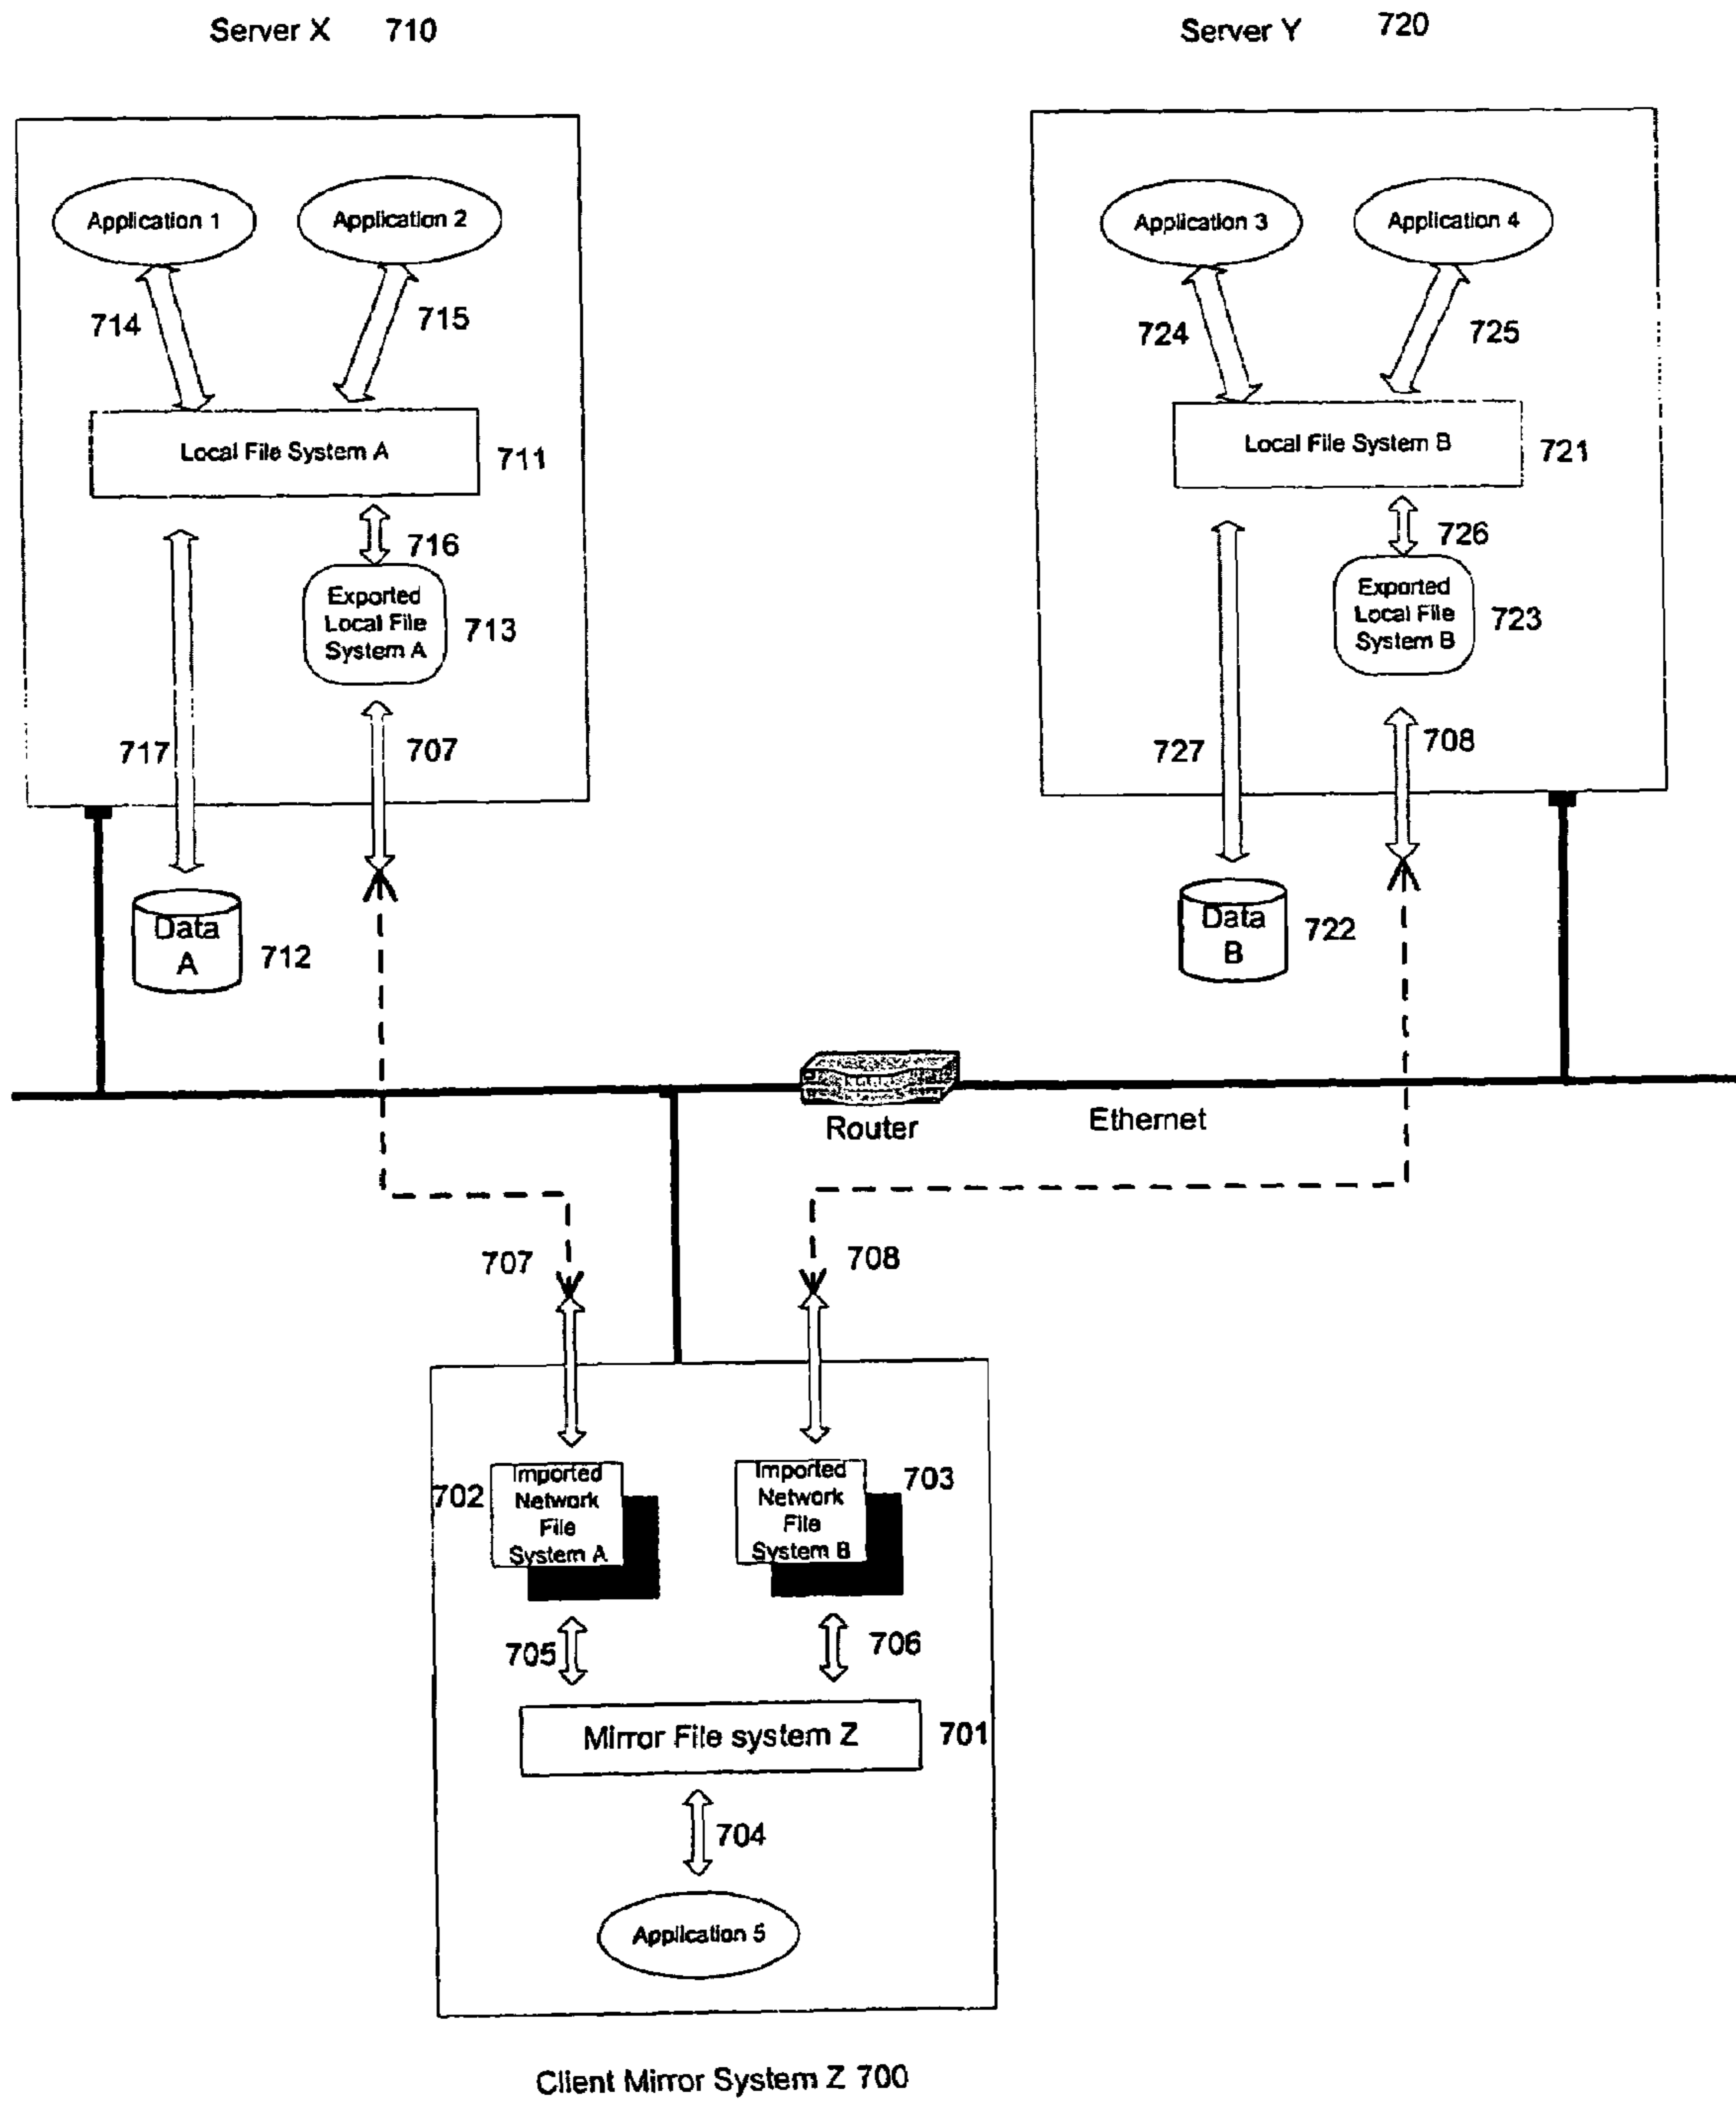 Server X 710
Server Y 720
Application 1
Application 2
Application 3
Application 4
714
715
724
725
Local File System A
711
Local File System B
721
716
726
Exported
Local File
System A
713
Exported
Local File
System B
723
717
707
727
708
Data
A
712
Data
B
722
Router
Ethernet
707
708
702
Imported
Network
File
System A
Imported
Network
File
System B
703
705
706
Mirror File system Z
701
704
Application 5
Client Mirror System Z 700